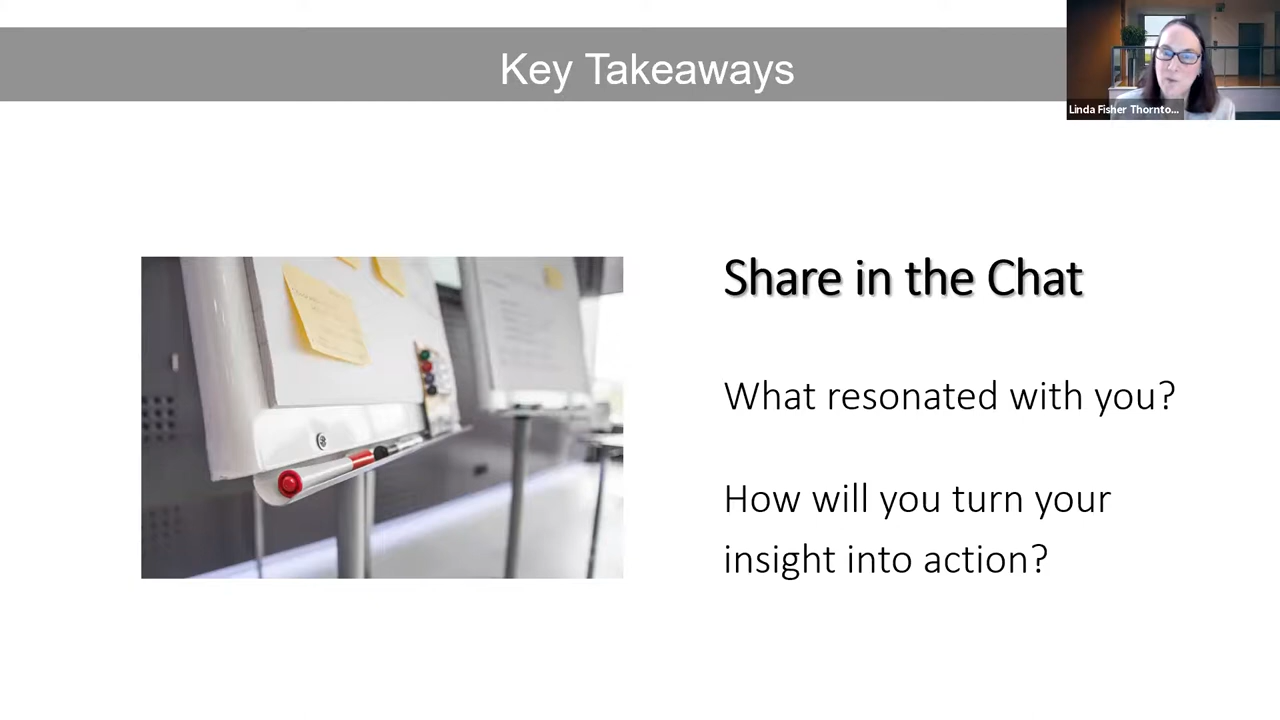 Key Takeaways
Linda Fisher Thornto...
Share in the Chat
What resonated with you?
How will you turn your
insight into action?